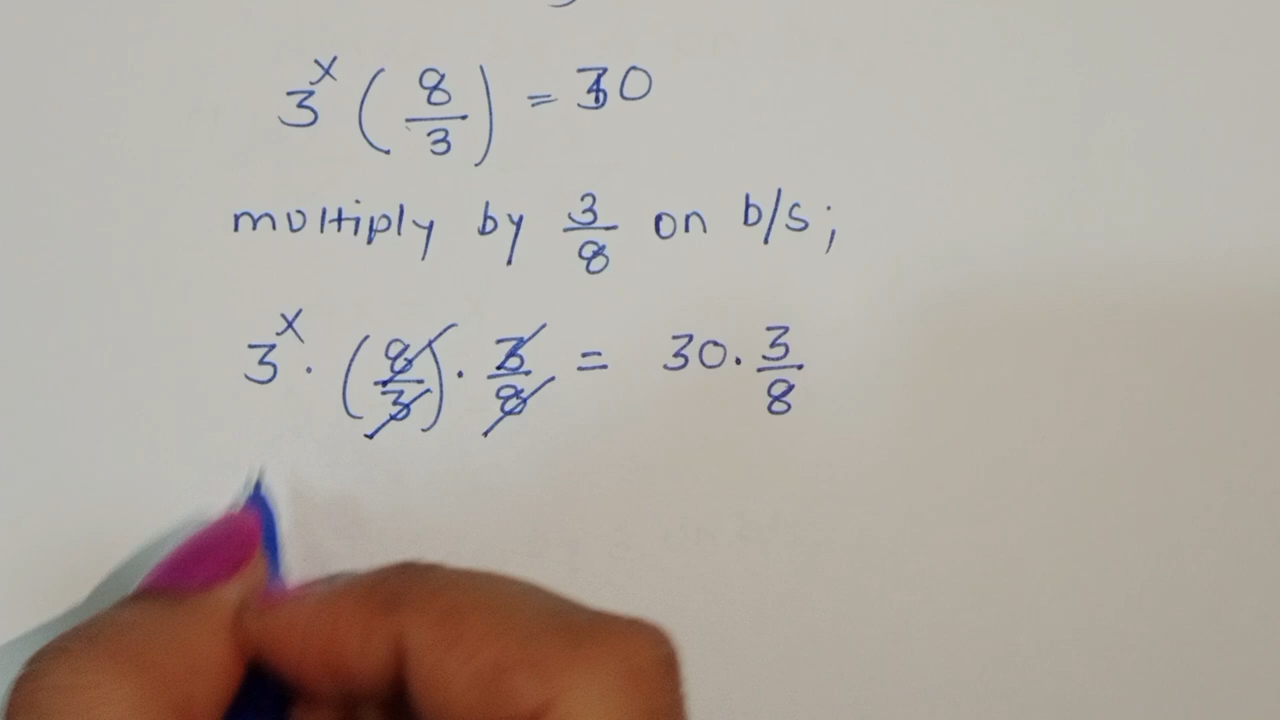 3^x (8/3) = 30
multiply by 3/8 on b/s;
3^x . (8/3) . 3/8 = 30 . 3/8